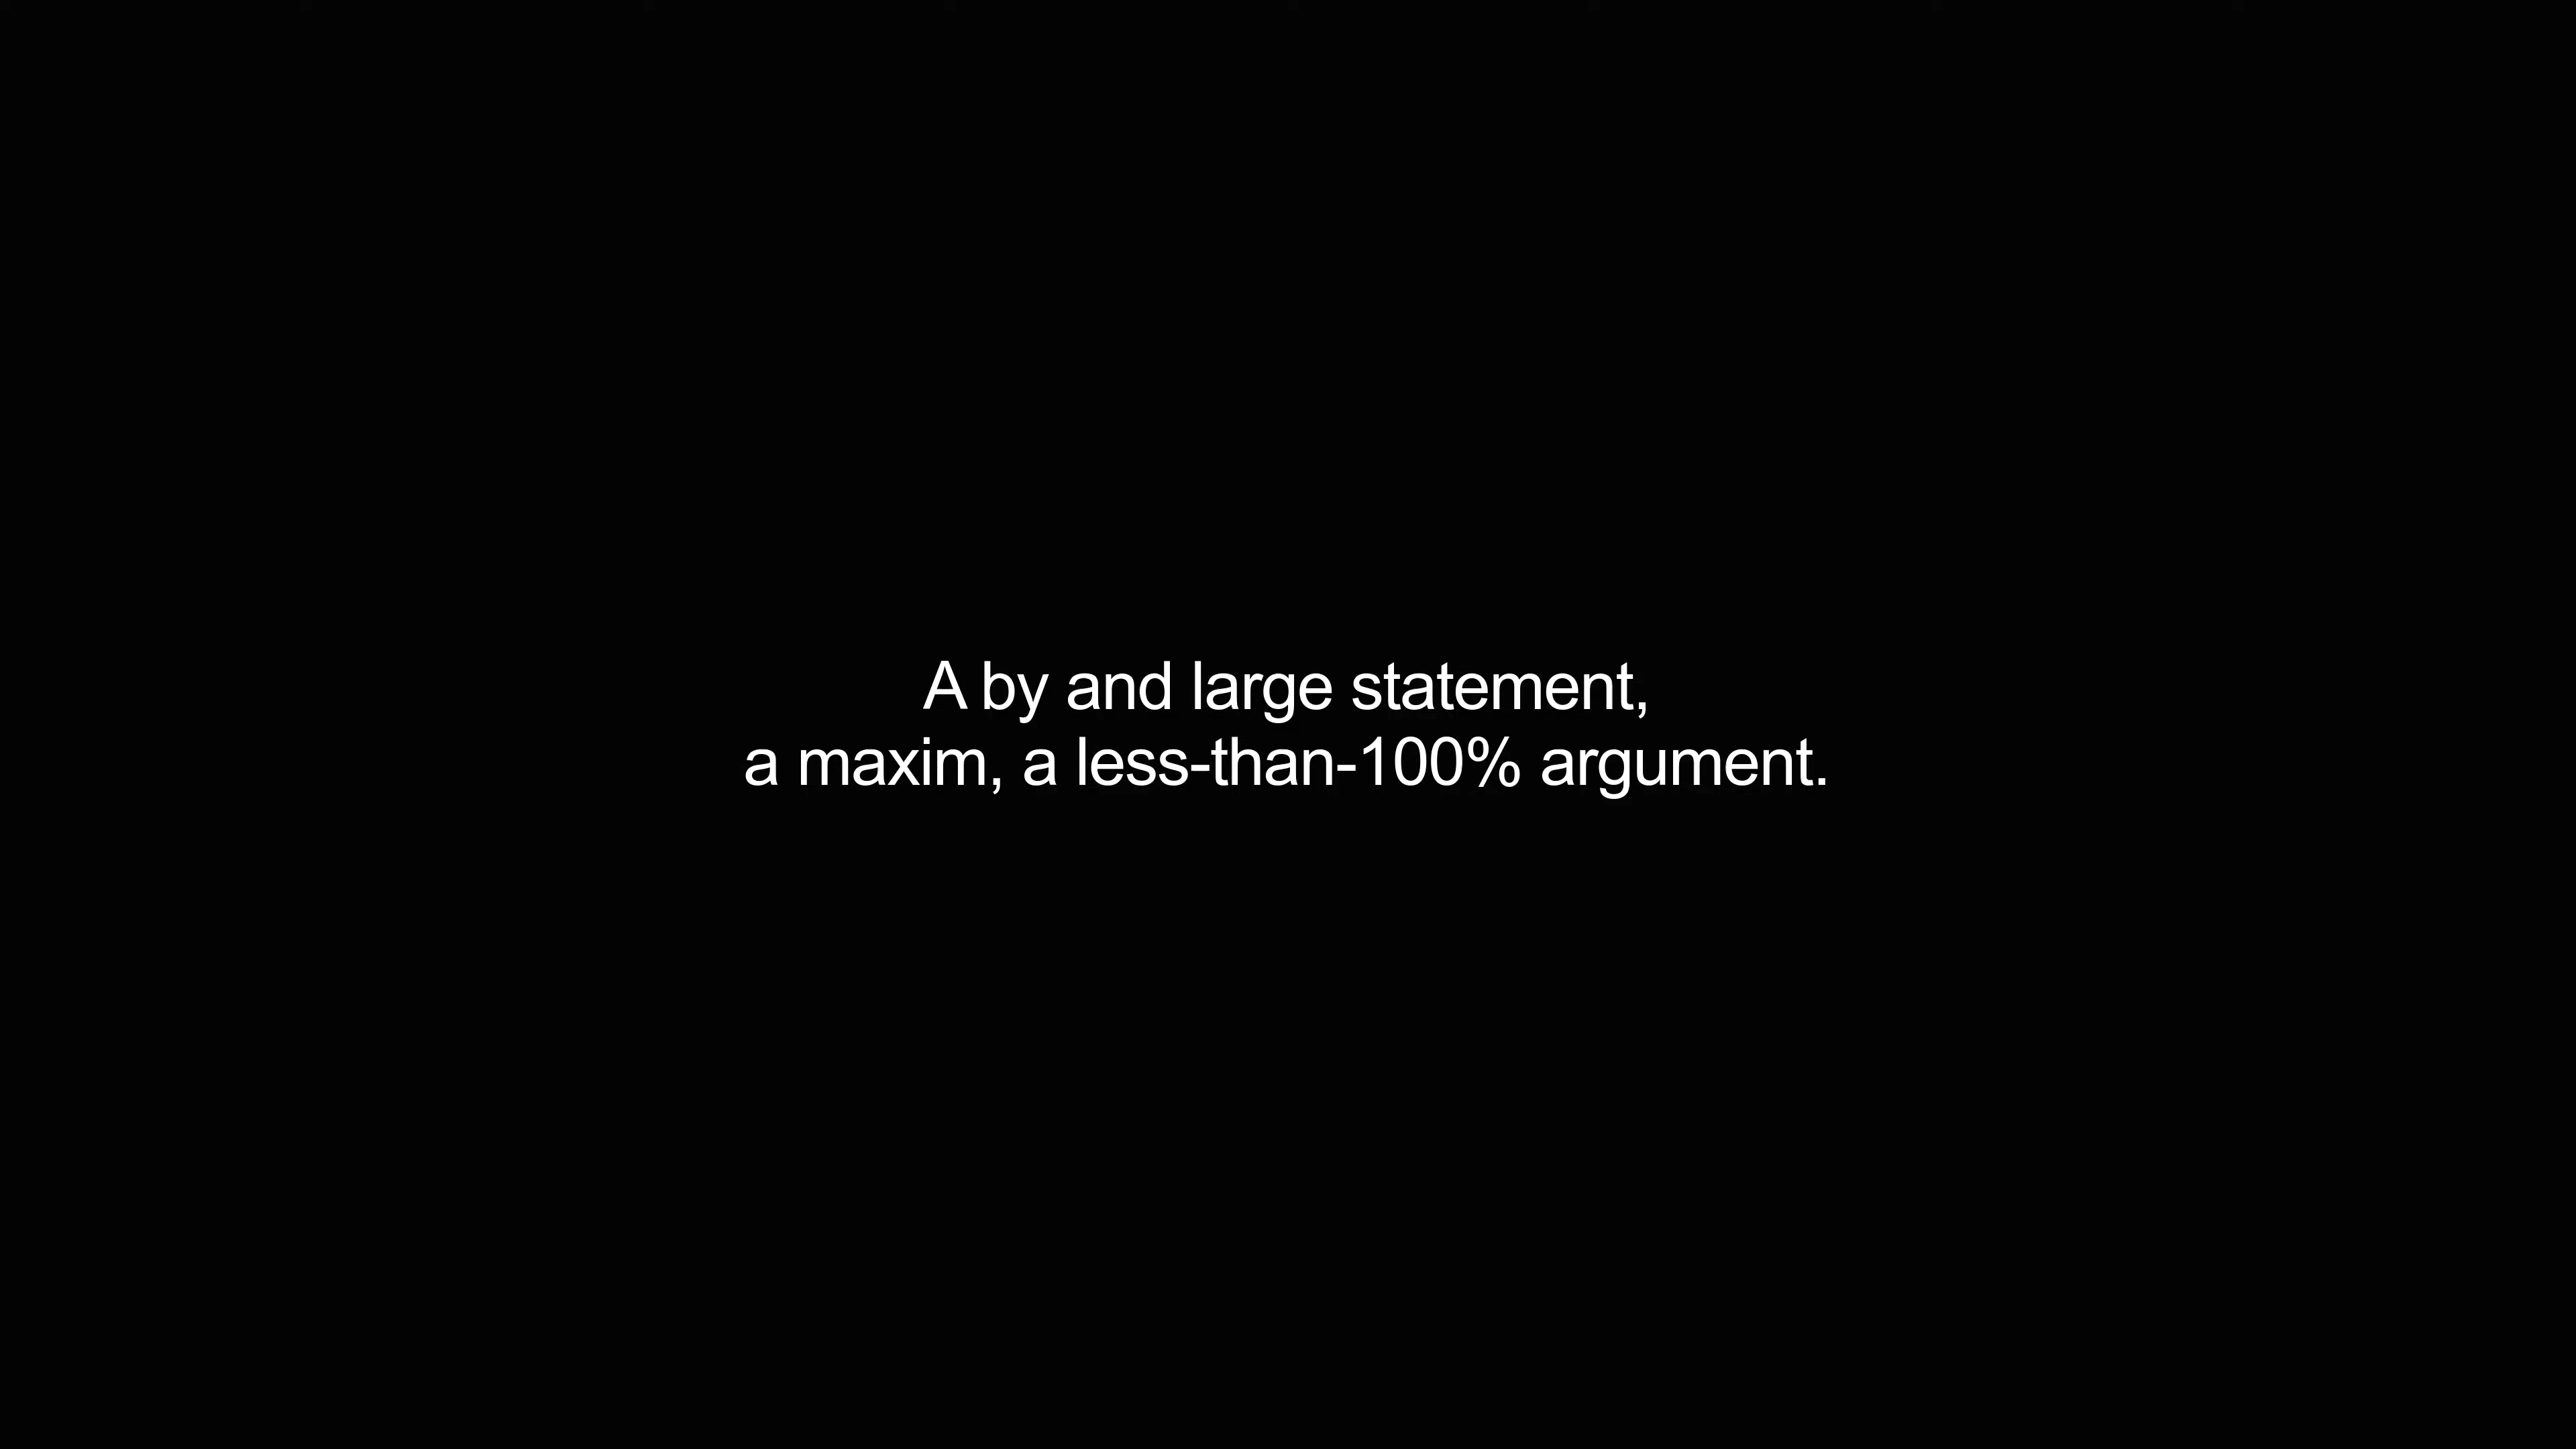 A by and large statement,
a maxim, a less-than-100% argument.